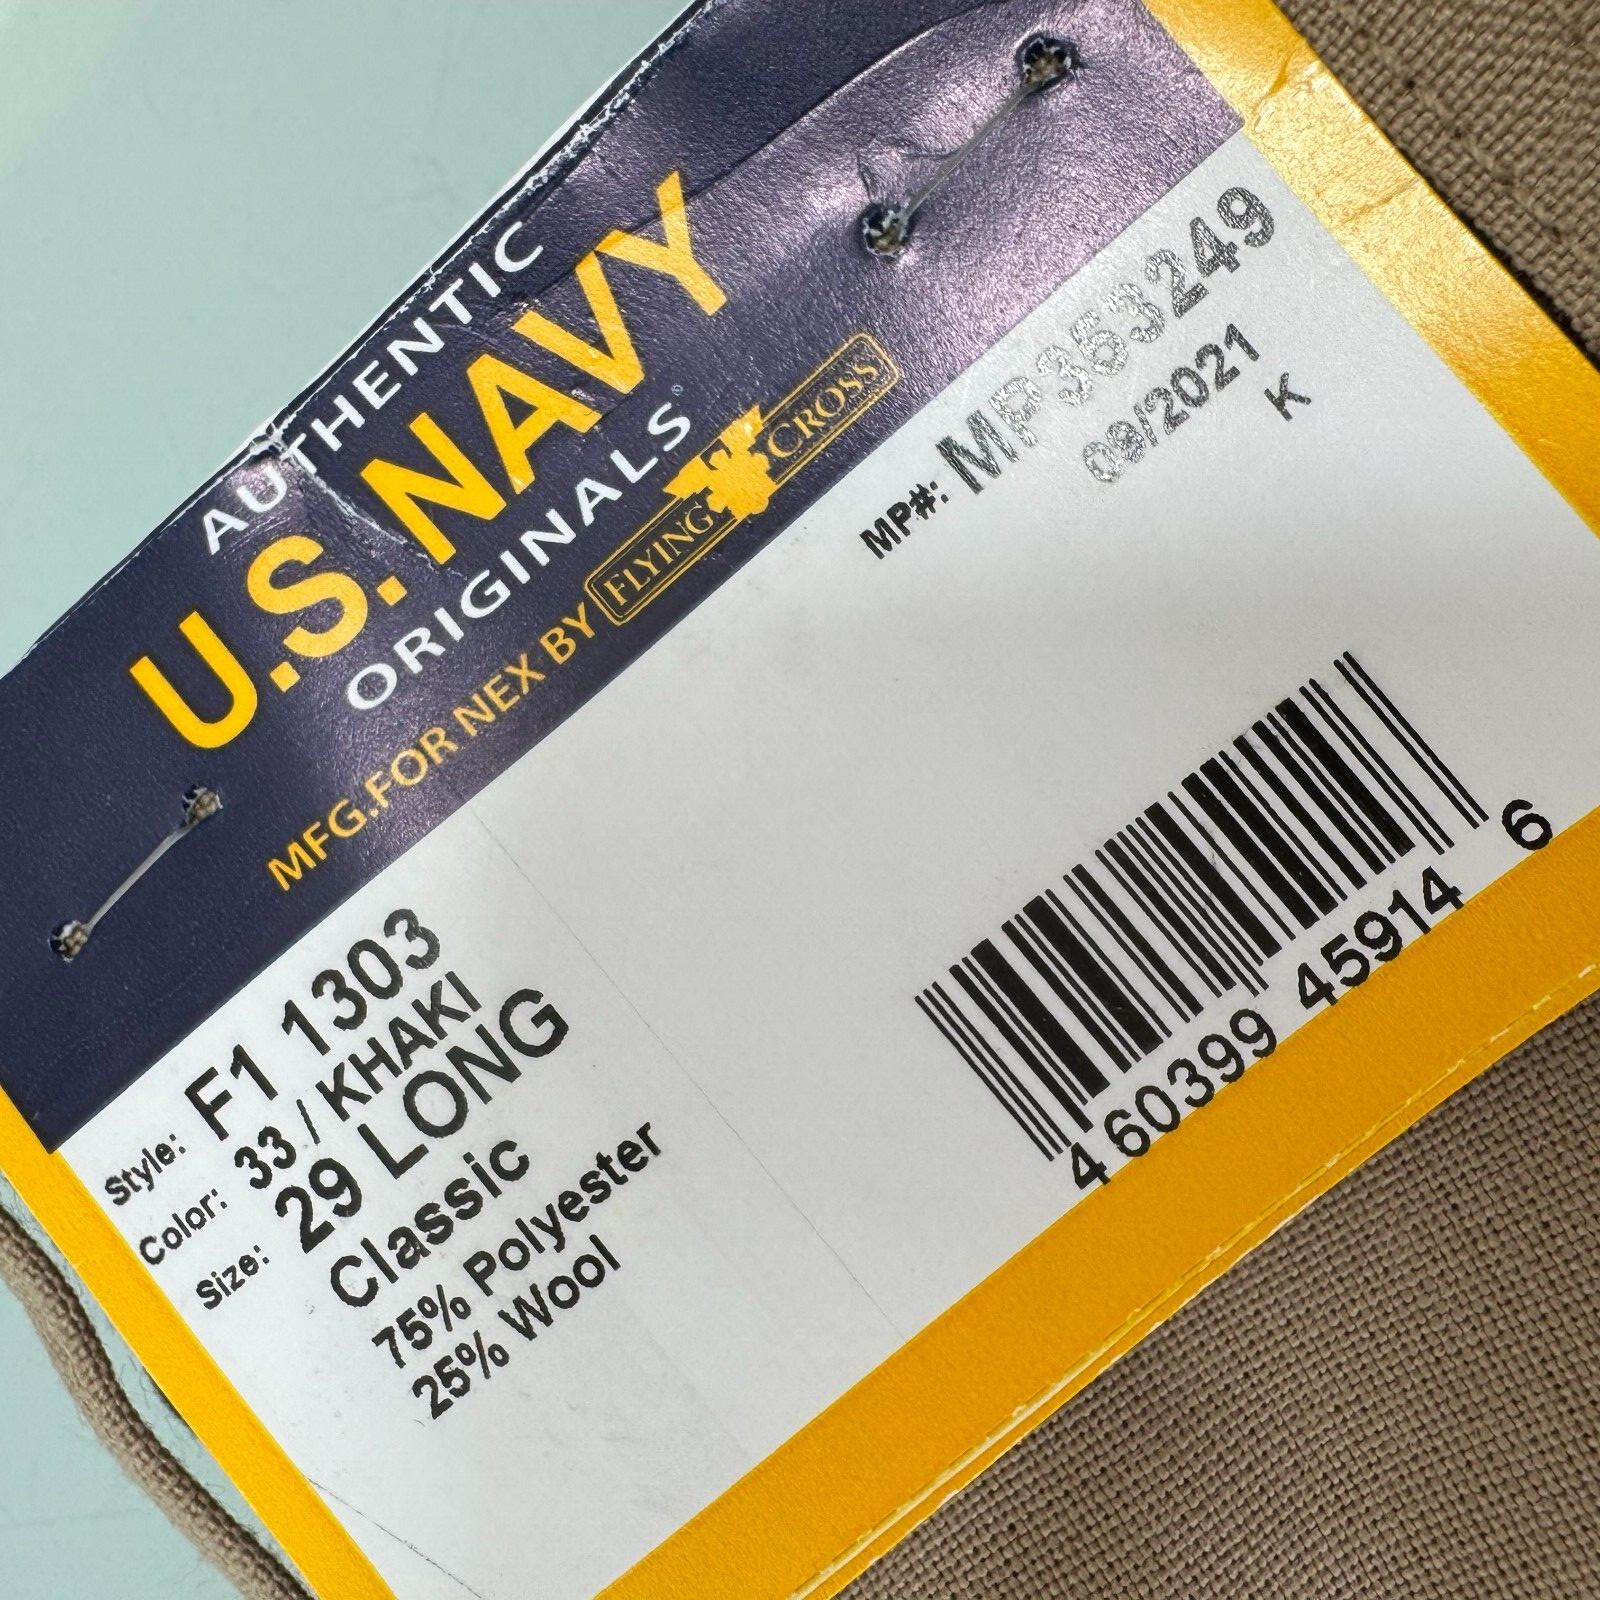 AUTHENTIC
U.S. NAVY
ORIGINALS
MFG.FOR NEX BY FLYING CROSS
MP#: MP353249
09/2021
K
Style: F1 1303
Color: 33 / KHAKI
Size: 29 LONG
Classic
75% Polyester
25% Wool
4 60399 45914 6